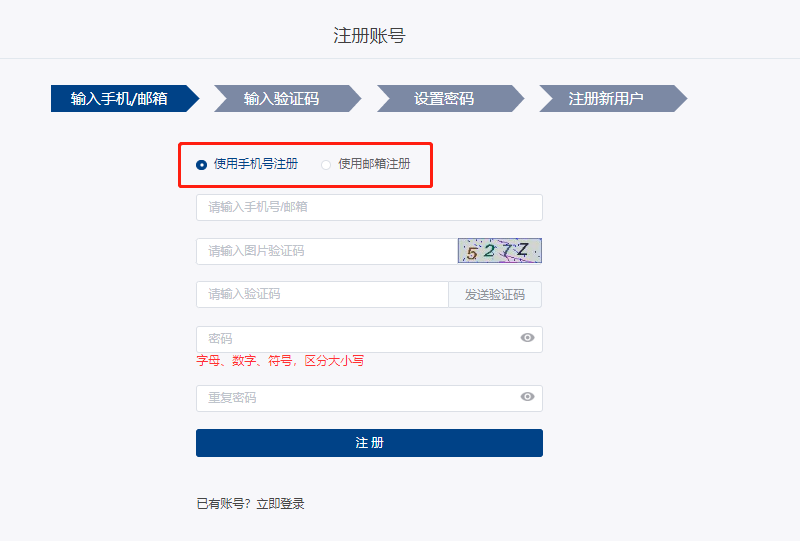 注册账号
输入手机/邮箱 输入验证码 设置密码 注册新用户
使用手机号注册 使用邮箱注册
请输入手机号/邮箱
请输入图片验证码 527Z
请输入验证码 发送验证码
密码
字母、数字、符号，区分大小写
重复密码
注 册
已有账号？立即登录